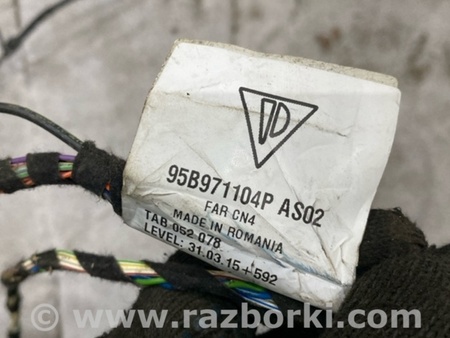 95B971104P AS02
FAR CN4
MADE IN ROMANIA
TAB 052 078
LEVEL: 31.03.15+592
www.razborki.com